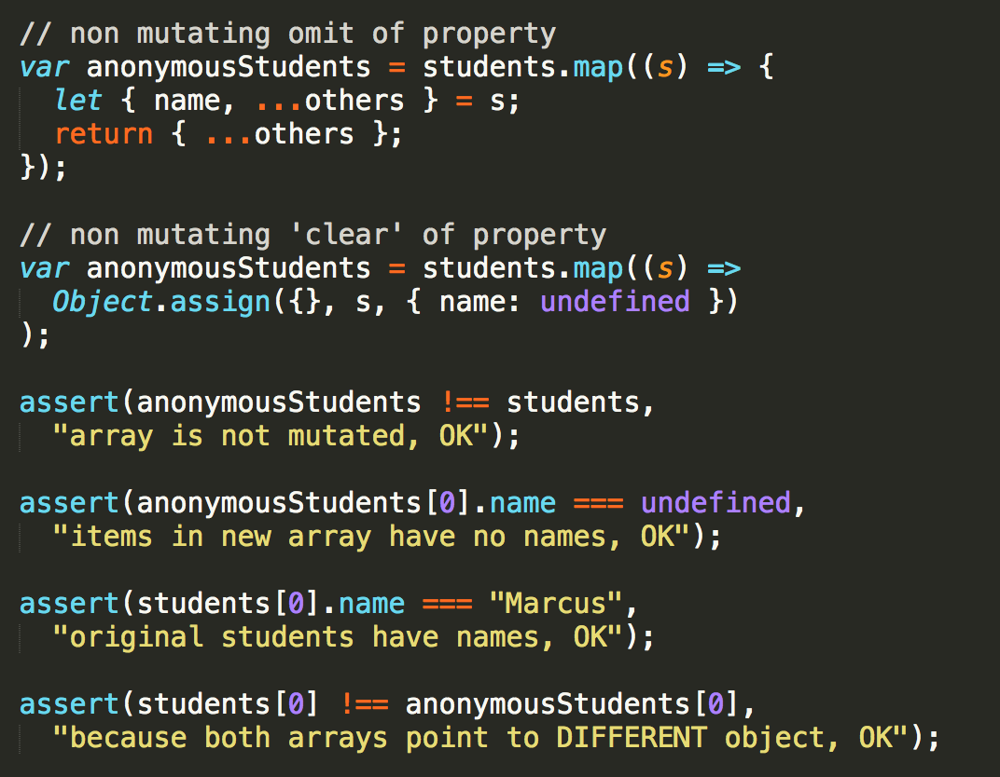 // non mutating omit of property
var anonymousStudents = students.map((s) => {
  let { name, ...others } = s;
  return { ...others };
});

// non mutating 'clear' of property
var anonymousStudents = students.map((s) =>
  Object.assign({}, s, { name: undefined })
);

assert(anonymousStudents !== students,
  "array is not mutated, OK");

assert(anonymousStudents[0].name === undefined,
  "items in new array have no names, OK");

assert(students[0].name === "Marcus",
  "original students have names, OK");

assert(students[0] !== anonymousStudents[0],
  "because both arrays point to DIFFERENT object, OK");